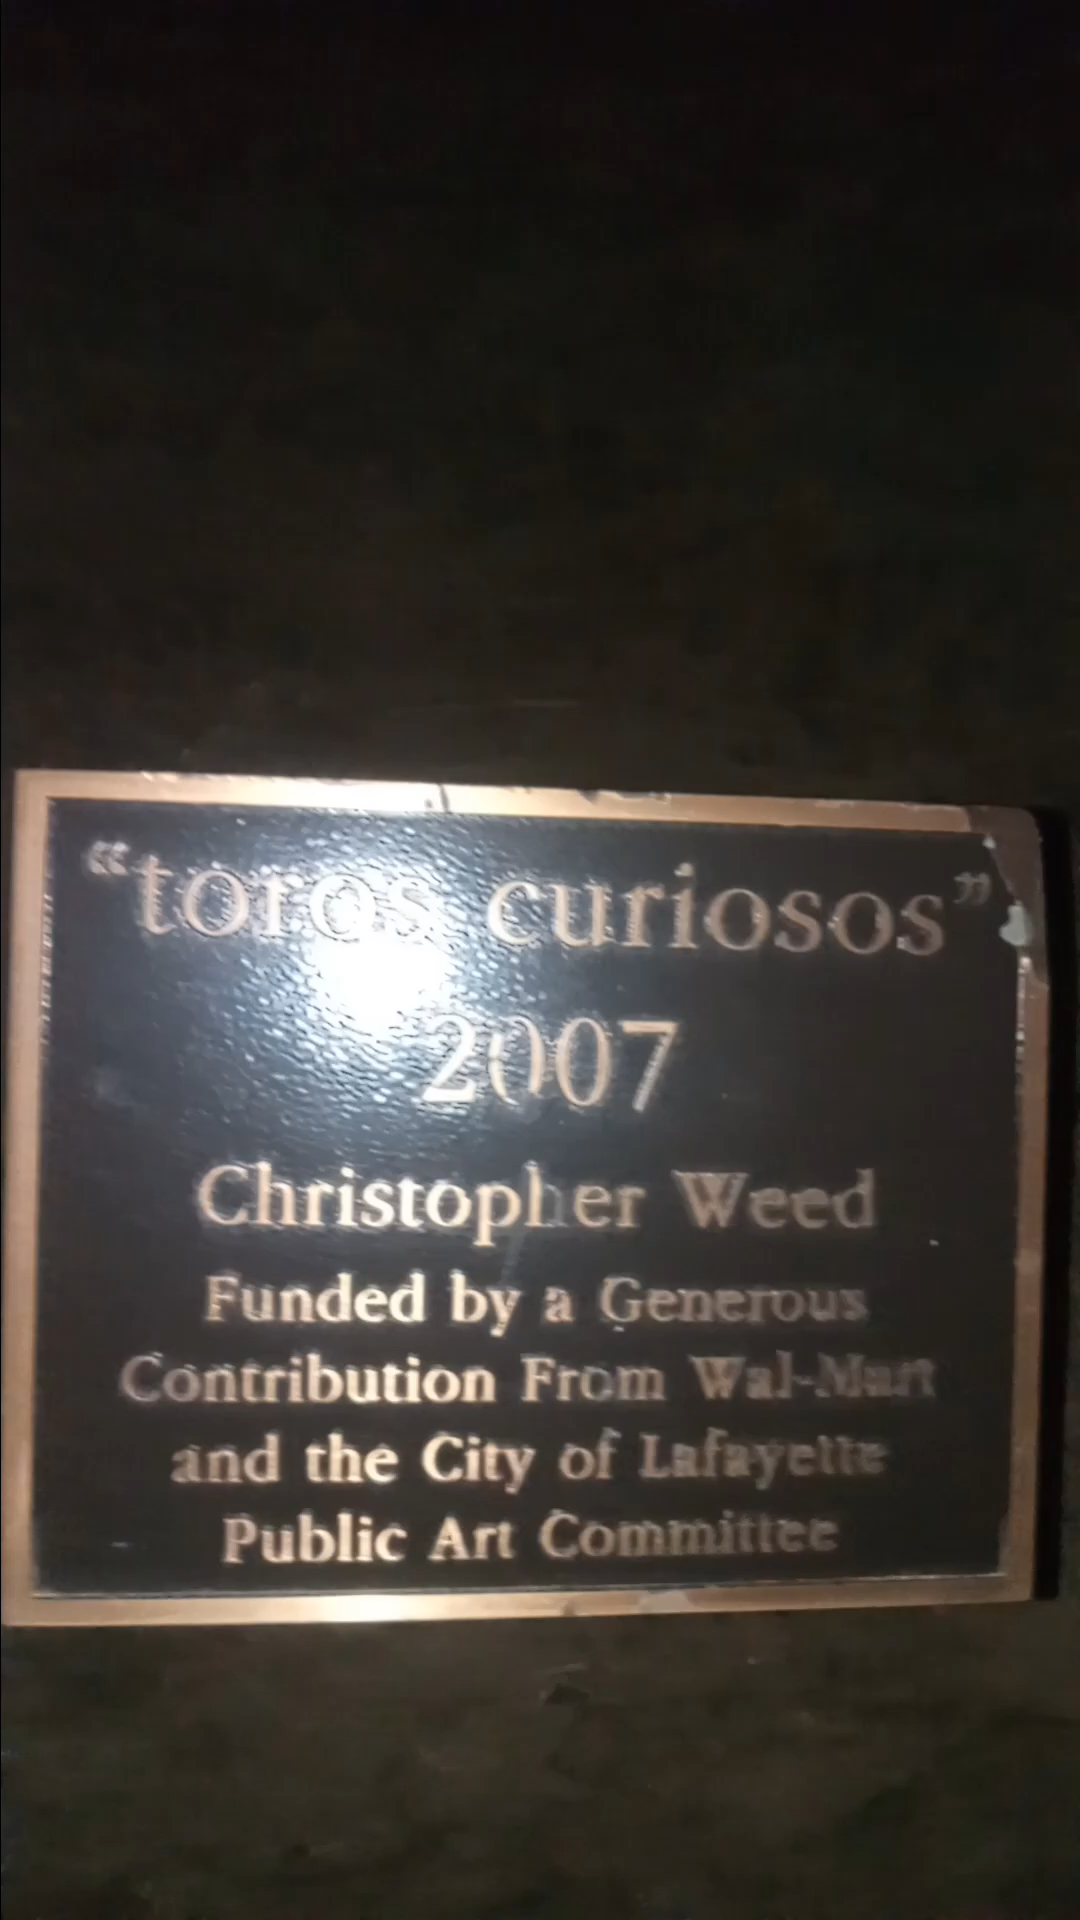 “toros curiosos”
2007
Christopher Weed
Funded by a Generous
Contribution From Wal-Mart
and the City of Lafayette
Public Art Committee